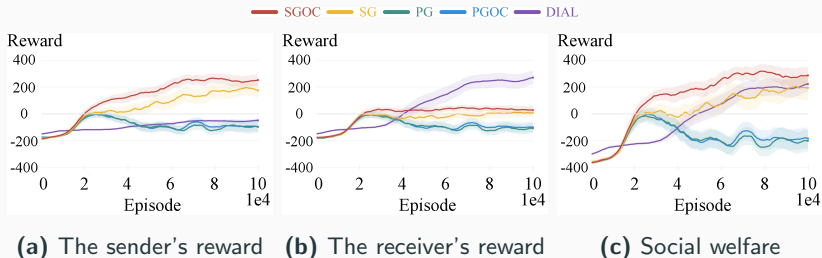 SGOC SG PG PGOC DIAL
Reward Reward Reward
400 400 400
200 200 200
0 0 0
-200 -200 -200
-400 -400 -400
0 2 4 6 8 10 0 2 4 6 8 10 0 2 4 6 8 10
Episode 1e4 Episode 1e4 Episode 1e4
(a) The sender's reward (b) The receiver's reward (c) Social welfare